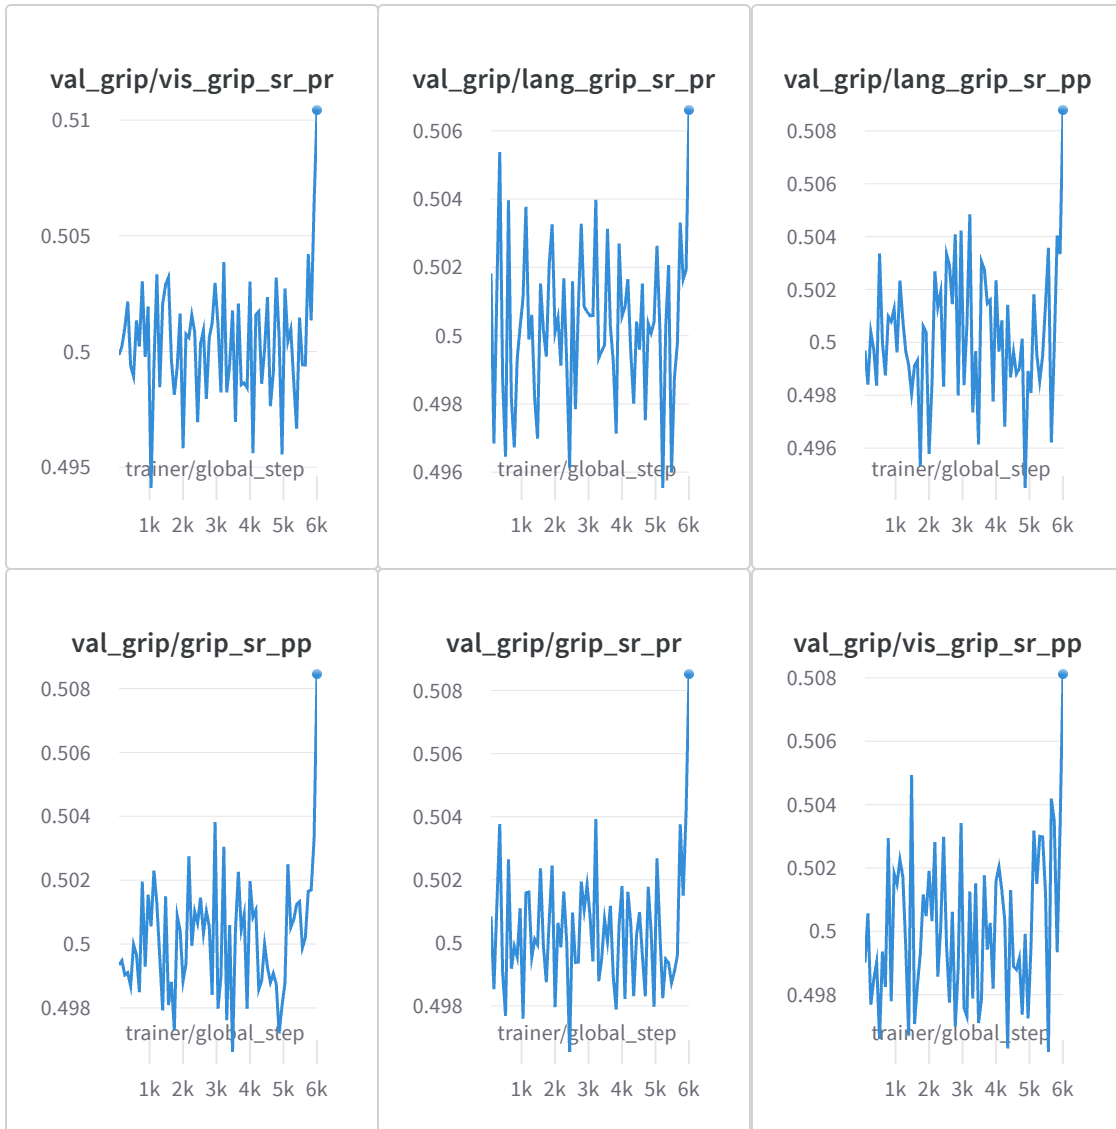 val_grip/vis_grip_sr_pr
0.51
0.505
0.5
0.495
trainer/global_step
1k 2k 3k 4k 5k 6k
val_grip/lang_grip_sr_pr
0.506
0.504
0.502
0.5
0.498
0.496
trainer/global_step
1k 2k 3k 4k 5k 6k
val_grip/lang_grip_sr_pp
0.508
0.506
0.504
0.502
0.5
0.498
0.496
trainer/global_step
1k 2k 3k 4k 5k 6k
val_grip/grip_sr_pp
0.508
0.506
0.504
0.502
0.5
0.498
trainer/global_step
1k 2k 3k 4k 5k 6k
val_grip/grip_sr_pr
0.508
0.506
0.504
0.502
0.5
0.498
trainer/global_step
1k 2k 3k 4k 5k 6k
val_grip/vis_grip_sr_pp
0.508
0.506
0.504
0.502
0.5
0.498
trainer/global_step
1k 2k 3k 4k 5k 6k